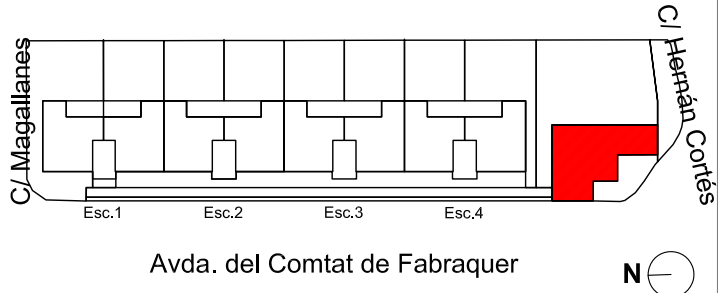 C/ Magallanes
C/ Hernán Cortés
Esc.1
Esc.2
Esc.3
Esc.4
Avda. del Comtat de Fabraquer
N